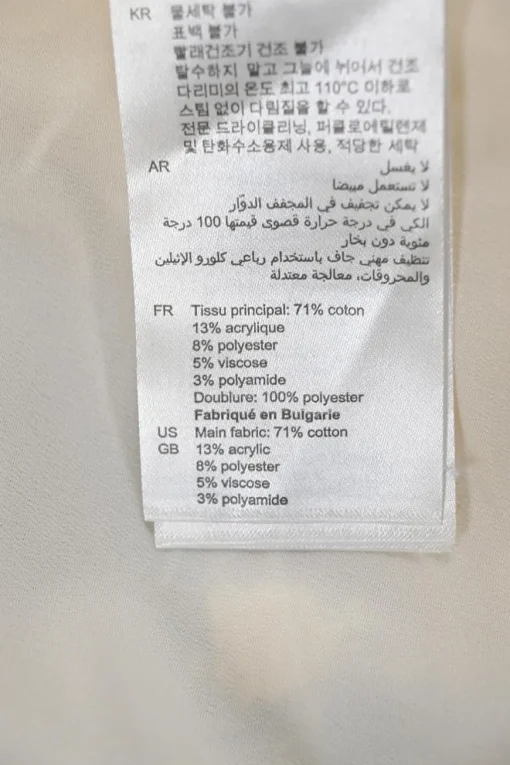 KR 물세탁 불가
표백 불가
빨래건조기 건조 불가
탈수하지 말고 그늘에 뉘어서 건조
다리미의 온도 최고 110°C 이하로
스팀 없이 다림질을 할 수 있다.
전문 드라이클리닝, 퍼클로에틸렌제
및 탄화수소용제 사용, 적당한 세탁
AR لا يغسل
لا تستعمل مبيضا
لا يمكن تجفيف في المجفف الدوّار
الكي في درجة حرارة قصوى قيمتها 100 درجة
مئوية دون بخار
تنظيف مهني جاف باستخدام رباعي كلورو الإثيلين
والمحروقات، معالجة معتدلة
FR Tissu principal: 71% coton
13% acrylique
8% polyester
5% viscose
3% polyamide
Doublure: 100% polyester
Fabriqué en Bulgarie
US Main fabric: 71% cotton
GB 13% acrylic
8% polyester
5% viscose
3% polyamide